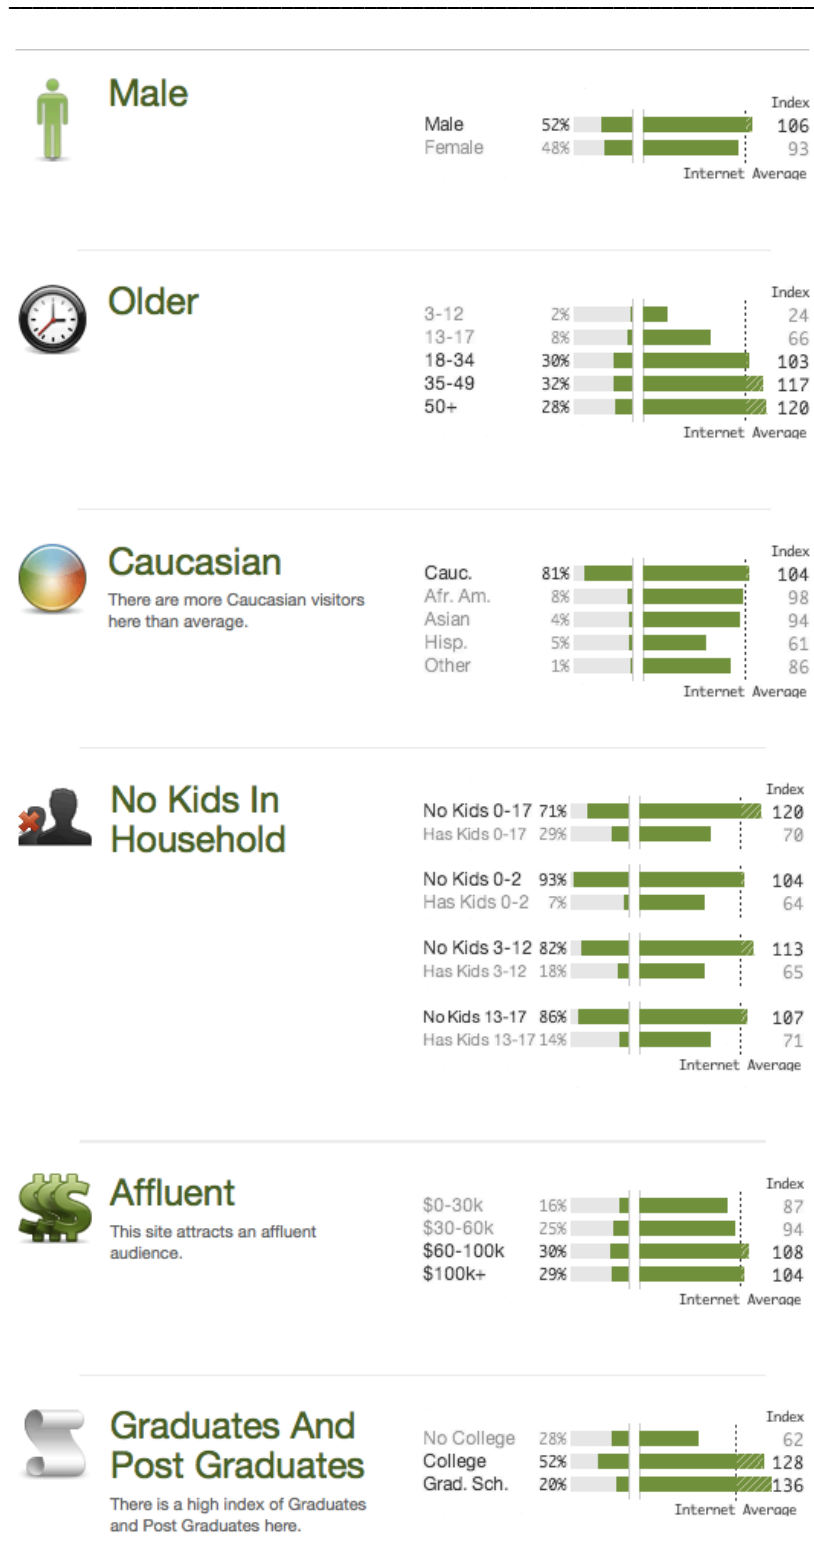 Male
Index
Male 52% 106
Female 48% 93
Internet Average
Older
Index
3-12 2% 24
13-17 8% 66
18-34 30% 103
35-49 32% 117
50+ 28% 120
Internet Average
Caucasian
There are more Caucasian visitors
here than average.
Index
Cauc. 81% 104
Afr. Am. 8% 98
Asian 4% 94
Hisp. 5% 61
Other 1% 86
Internet Average
No Kids In
Household
Index
No Kids 0-17 71% 120
Has Kids 0-17 29% 70
No Kids 0-2 93% 104
Has Kids 0-2 7% 64
No Kids 3-12 82% 113
Has Kids 3-12 18% 65
No Kids 13-17 86% 107
Has Kids 13-17 14% 71
Internet Average
Affluent
This site attracts an affluent
audience.
Index
$0-30k 16% 87
$30-60k 25% 94
$60-100k 30% 108
$100k+ 29% 104
Internet Average
Graduates And
Post Graduates
There is a high index of Graduates
and Post Graduates here.
Index
No College 28% 62
College 52% 128
Grad. Sch. 20% 136
Internet Average